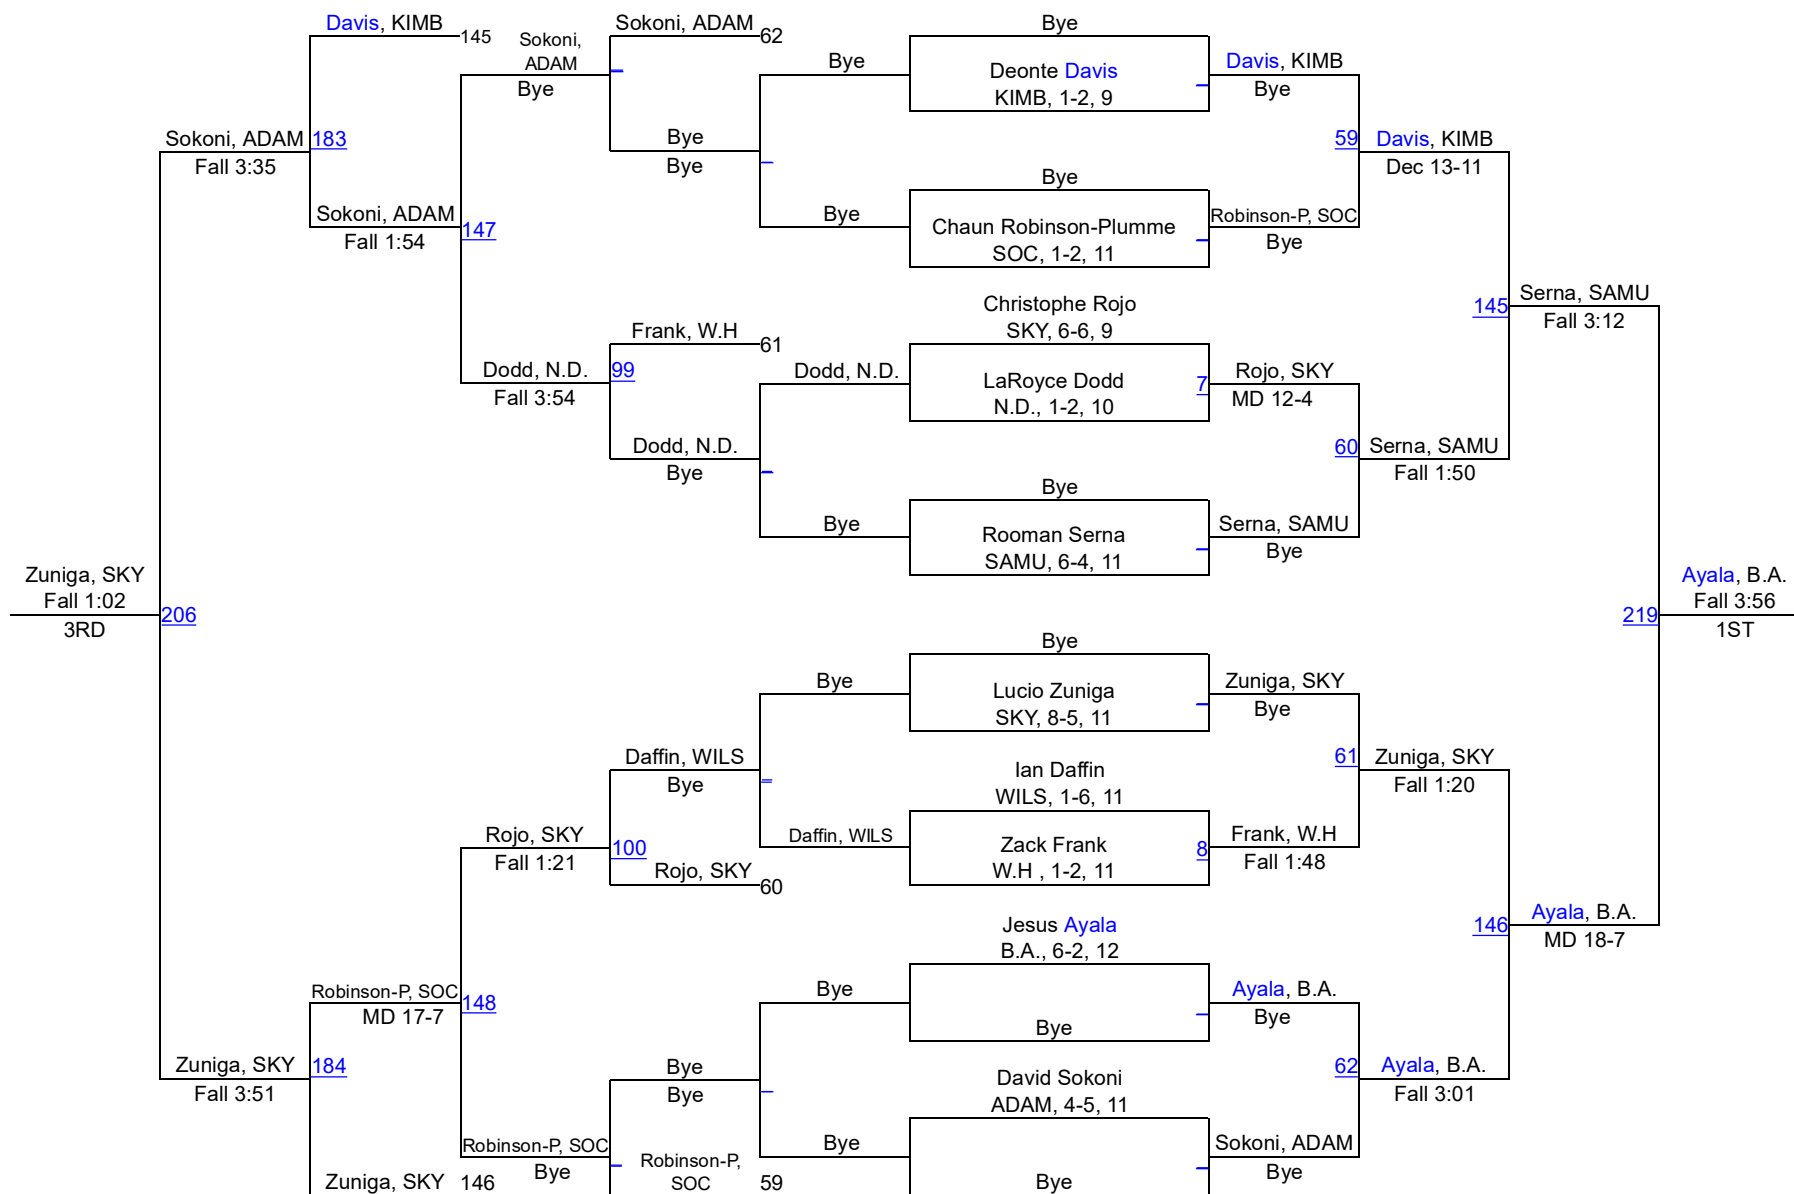 Davis, KIMB
145
Sokoni, ADAM
Bye
Sokoni, ADAM
62
Bye
Bye
Deonte Davis
KIMB, 1-2, 9
Davis, KIMB
Bye
Sokoni, ADAM
183
Fall 3:35
Bye
Bye
59
Davis, KIMB
Dec 13-11
Sokoni, ADAM
Fall 1:54
147
Bye
Bye
Chaun Robinson-Plumme
SOC, 1-2, 11
Robinson-P, SOC
Bye
Christophe Rojo
SKY, 6-6, 9
145
Serna, SAMU
Fall 3:12
Frank, W.H
61
Dodd, N.D.
Fall 3:54
99
Dodd, N.D.
LaRoyce Dodd
N.D., 1-2, 10
7
Rojo, SKY
MD 12-4
Dodd, N.D.
Bye
60
Serna, SAMU
Fall 1:50
Bye
Bye
Rooman Serna
SAMU, 6-4, 11
Serna, SAMU
Bye
Zuniga, SKY
Fall 1:02
3RD
206
219
Ayala, B.A.
Fall 3:56
1ST
Bye
Bye
Lucio Zuniga
SKY, 8-5, 11
Zuniga, SKY
Bye
Daffin, WILS
Bye
Ian Daffin
WILS, 1-6, 11
61
Zuniga, SKY
Fall 1:20
Rojo, SKY
Fall 1:21
100
Daffin, WILS
Zack Frank
W.H , 1-2, 11
8
Frank, W.H
Fall 1:48
Rojo, SKY
60
Jesus Ayala
B.A., 6-2, 12
146
Ayala, B.A.
MD 18-7
Robinson-P, SOC
MD 17-7
148
Bye
Bye
Ayala, B.A.
Bye
Zuniga, SKY
Fall 3:51
184
Bye
Bye
David Sokoni
ADAM, 4-5, 11
62
Ayala, B.A.
Fall 3:01
Robinson-P, SOC
Bye
Robinson-P,
SOC
59
Bye
Bye
Sokoni, ADAM
Bye
Zuniga, SKY
146